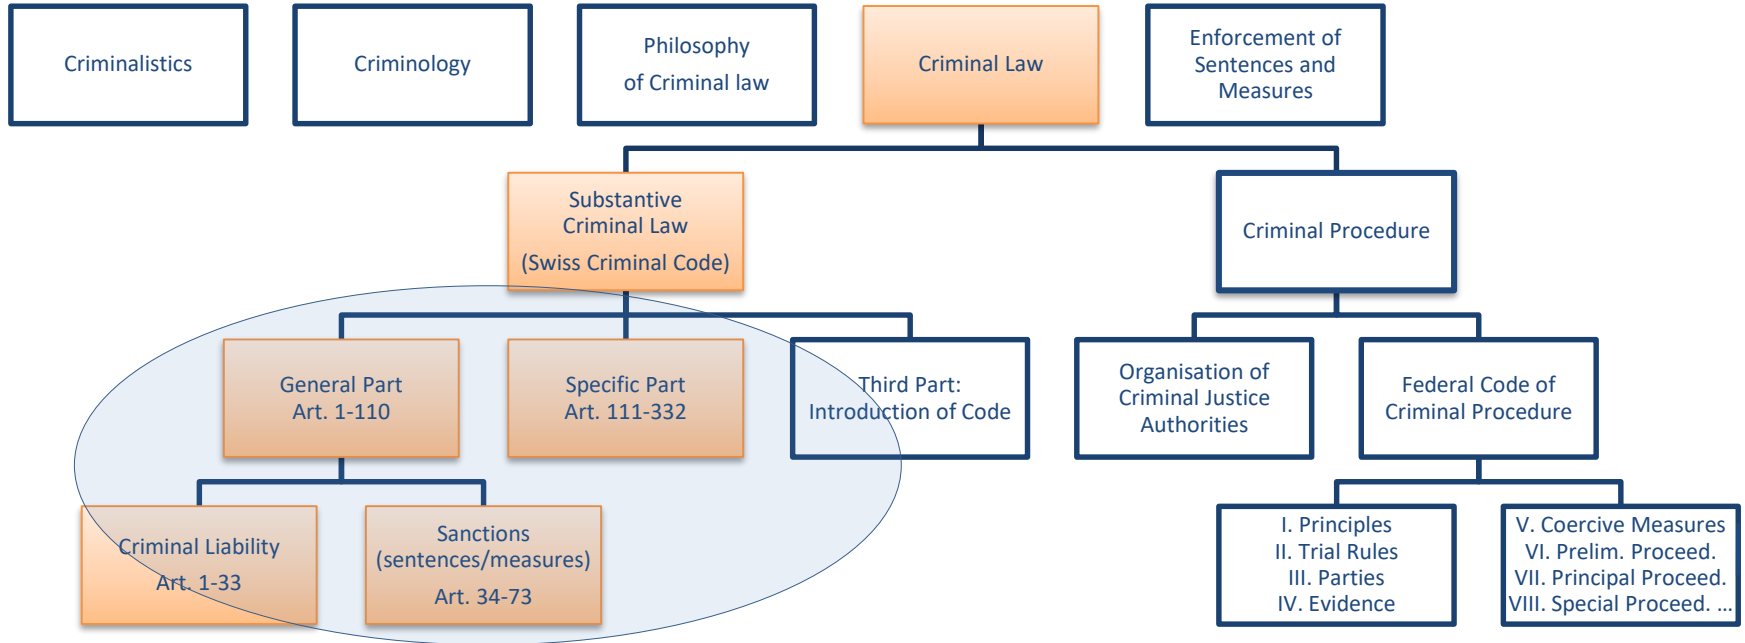 Criminalistics
Criminology
Philosophy
of Criminal law
Criminal Law
Enforcement of
Sentences and
Measures
Substantive
Criminal Law
(Swiss Criminal Code)
Criminal Procedure
General Part
Art. 1-110
Specific Part
Art. 111-332
Third Part:
Introduction of Code
Organisation of
Criminal Justice
Authorities
Federal Code of
Criminal Procedure
Criminal Liability
Art. 1-33
Sanctions
(sentences/measures)
Art. 34-73
I. Principles
II. Trial Rules
III. Parties
IV. Evidence
V. Coercive Measures
VI. Prelim. Proceed.
VII. Principal Proceed.
VIII. Special Proceed. ...